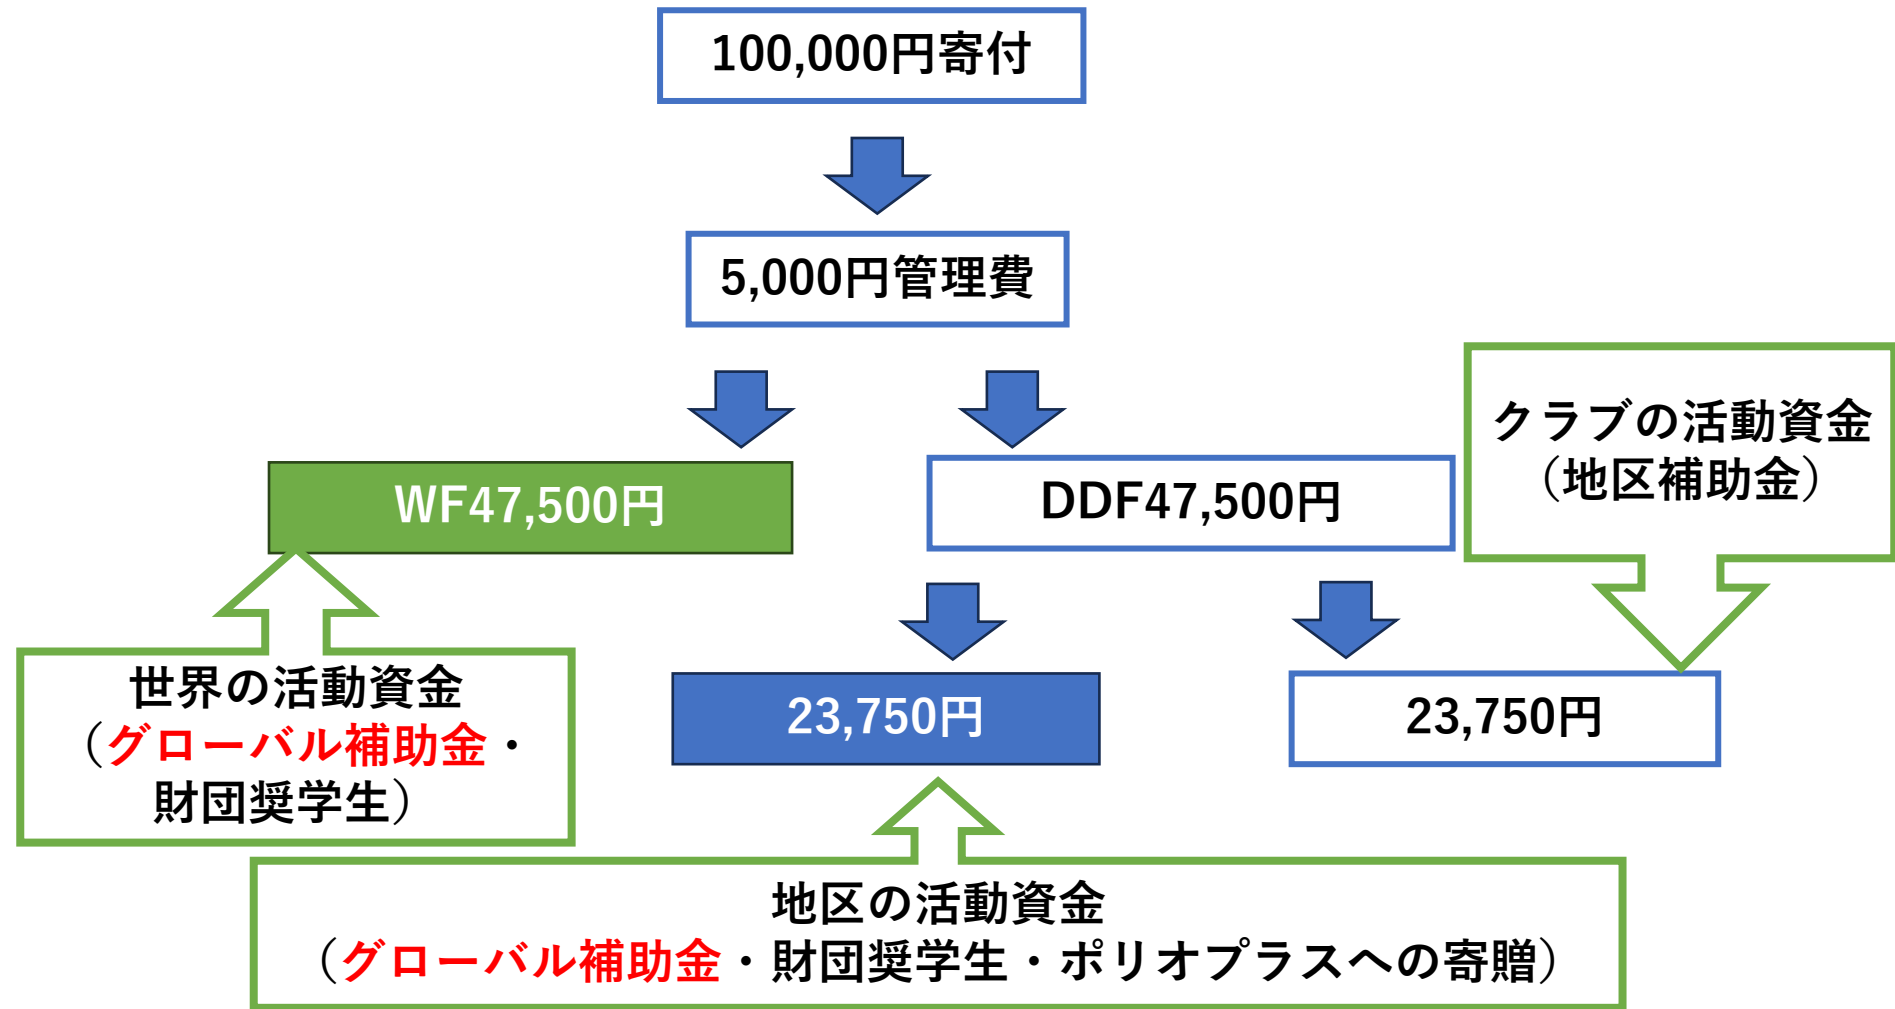 100,000円寄付
5,000円管理費
クラブの活動資金
（地区補助金）
WF47,500円
DDF47,500円
世界の活動資金
（グローバル補助金・
財団奨学生）
23,750円
23,750円
地区の活動資金
（グローバル補助金・財団奨学生・ポリオプラスへの寄贈）